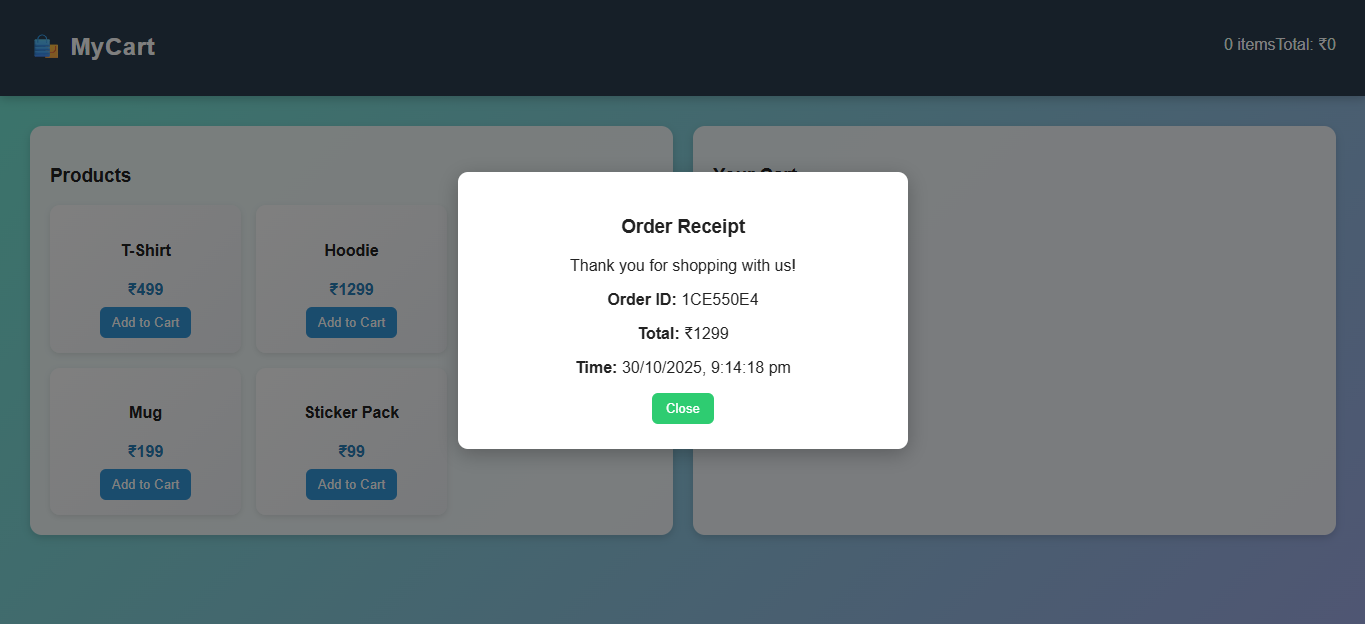 MyCart
0 itemsTotal: ₹0
Products
Your Cart
T-Shirt
₹499
Add to Cart
Hoodie
₹1299
Add to Cart
Mug
₹199
Add to Cart
Sticker Pack
₹99
Add to Cart
Order Receipt
Thank you for shopping with us!
Order ID: 1CE550E4
Total: ₹1299
Time: 30/10/2025, 9:14:18 pm
Close